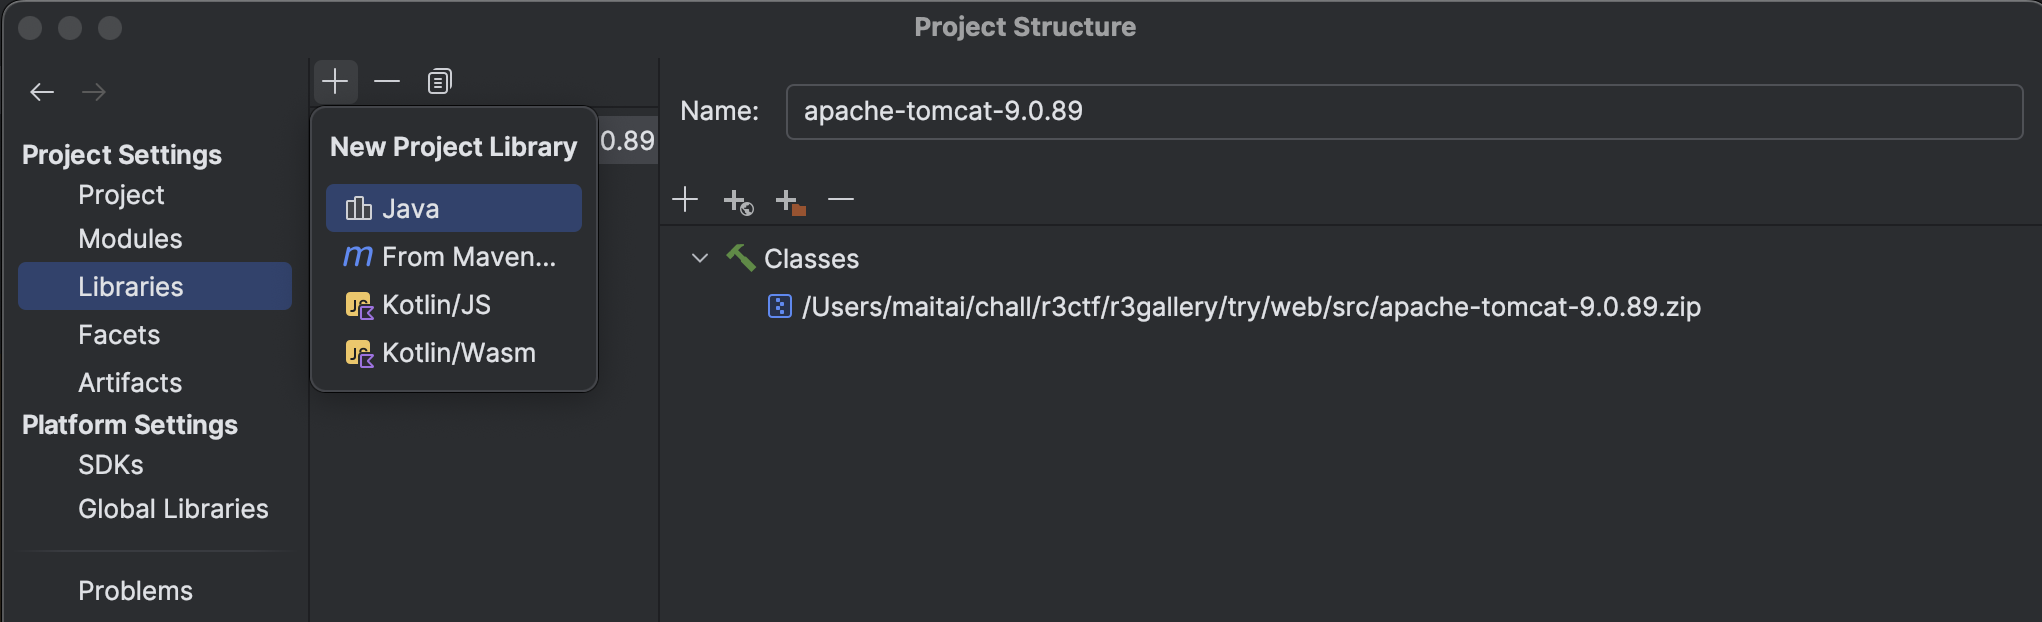 Project Structure
Project Settings
Project
Modules
Libraries
Facets
Artifacts
Platform Settings
SDKs
Global Libraries
Problems
New Project Library
Java
From Maven...
Kotlin/JS
Kotlin/Wasm
0.89
Name: apache-tomcat-9.0.89
Classes
/Users/maitai/chall/r3ctf/r3gallery/try/web/src/apache-tomcat-9.0.89.zip